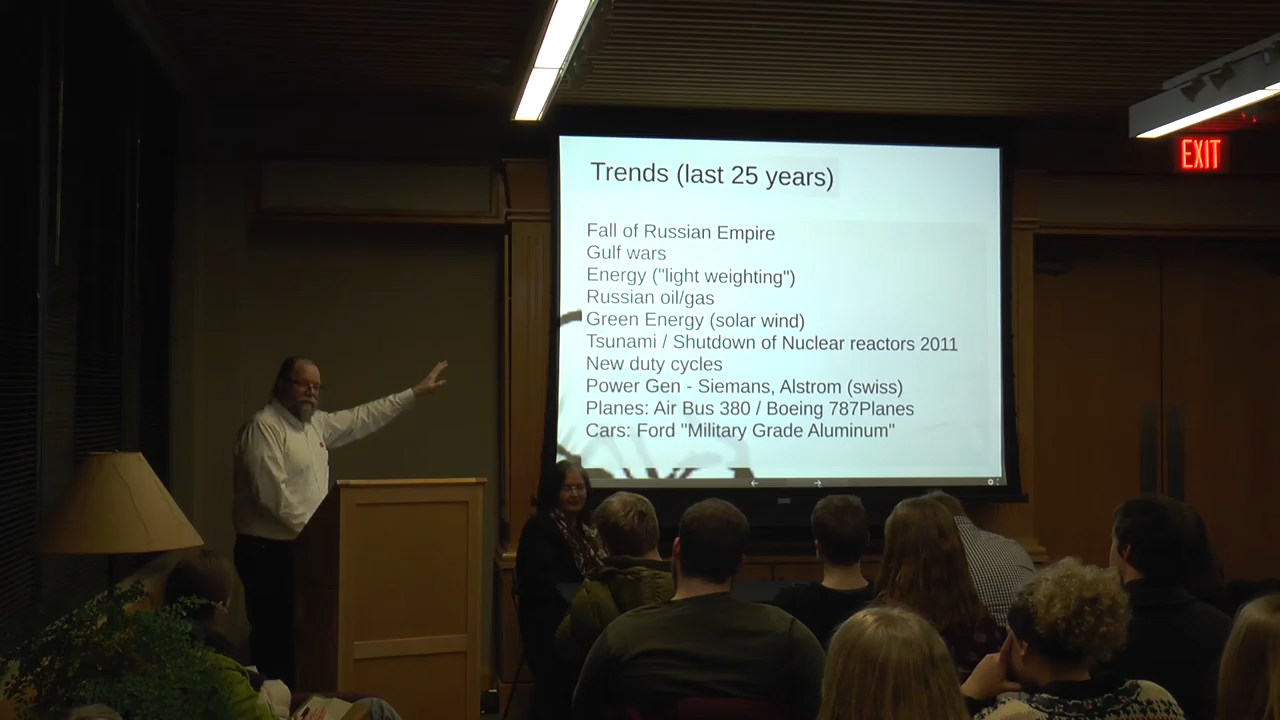 Trends (last 25 years)
Fall of Russian Empire
Gulf wars
Energy ("light weighting")
Russian oil/gas
Green Energy (solar wind)
Tsunami / Shutdown of Nuclear reactors 2011
New duty cycles
Power Gen - Siemans, Alstrom (swiss)
Planes: Air Bus 380 / Boeing 787Planes
Cars: Ford "Military Grade Aluminum"
EXIT